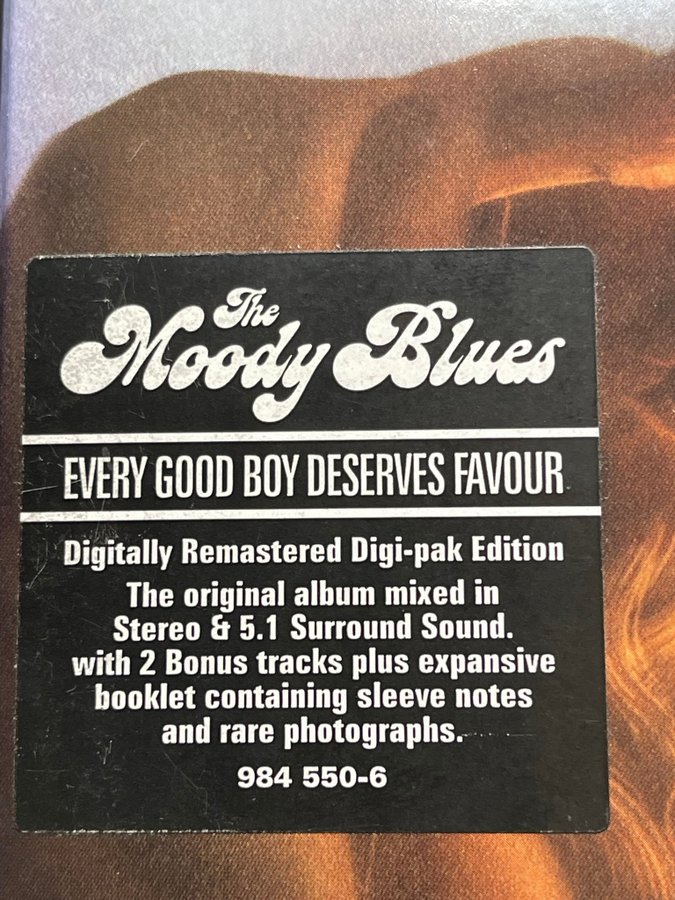 The
Moody Blues
EVERY GOOD BOY DESERVES FAVOUR
Digitally Remastered Digi-pak Edition
The original album mixed in
Stereo & 5.1 Surround Sound.
with 2 Bonus tracks plus expansive
booklet containing sleeve notes
and rare photographs.
984 550-6